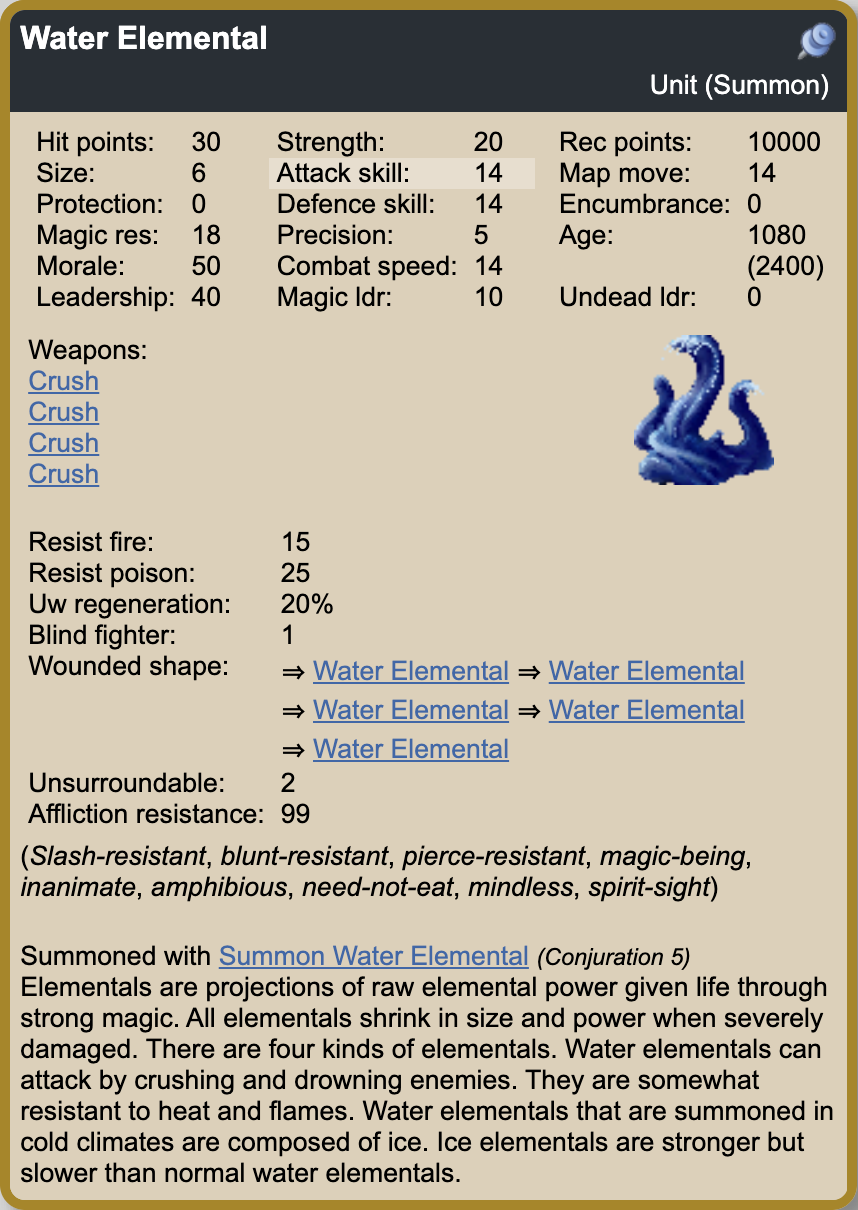 Water Elemental
Unit (Summon)
Hit points: 30 Strength: 20 Rec points: 10000
Size: 6 Attack skill: 14 Map move: 14
Protection: 0 Defence skill: 14 Encumbrance: 0
Magic res: 18 Precision: 5 Age: 1080
Morale: 50 Combat speed: 14 (2400)
Leadership: 40 Magic ldr: 10 Undead ldr: 0
Weapons:
Crush
Crush
Crush
Crush
Resist fire: 15
Resist poison: 25
Uw regeneration: 20%
Blind fighter: 1
Wounded shape: ⇒ Water Elemental ⇒ Water Elemental
⇒ Water Elemental ⇒ Water Elemental
⇒ Water Elemental
Unsurroundable: 2
Affliction resistance: 99
(Slash-resistant, blunt-resistant, pierce-resistant, magic-being,
inanimate, amphibious, need-not-eat, mindless, spirit-sight)
Summoned with Summon Water Elemental (Conjuration 5)
Elementals are projections of raw elemental power given life through
strong magic. All elementals shrink in size and power when severely
damaged. There are four kinds of elementals. Water elementals can
attack by crushing and drowning enemies. They are somewhat
resistant to heat and flames. Water elementals that are summoned in
cold climates are composed of ice. Ice elementals are stronger but
slower than normal water elementals.